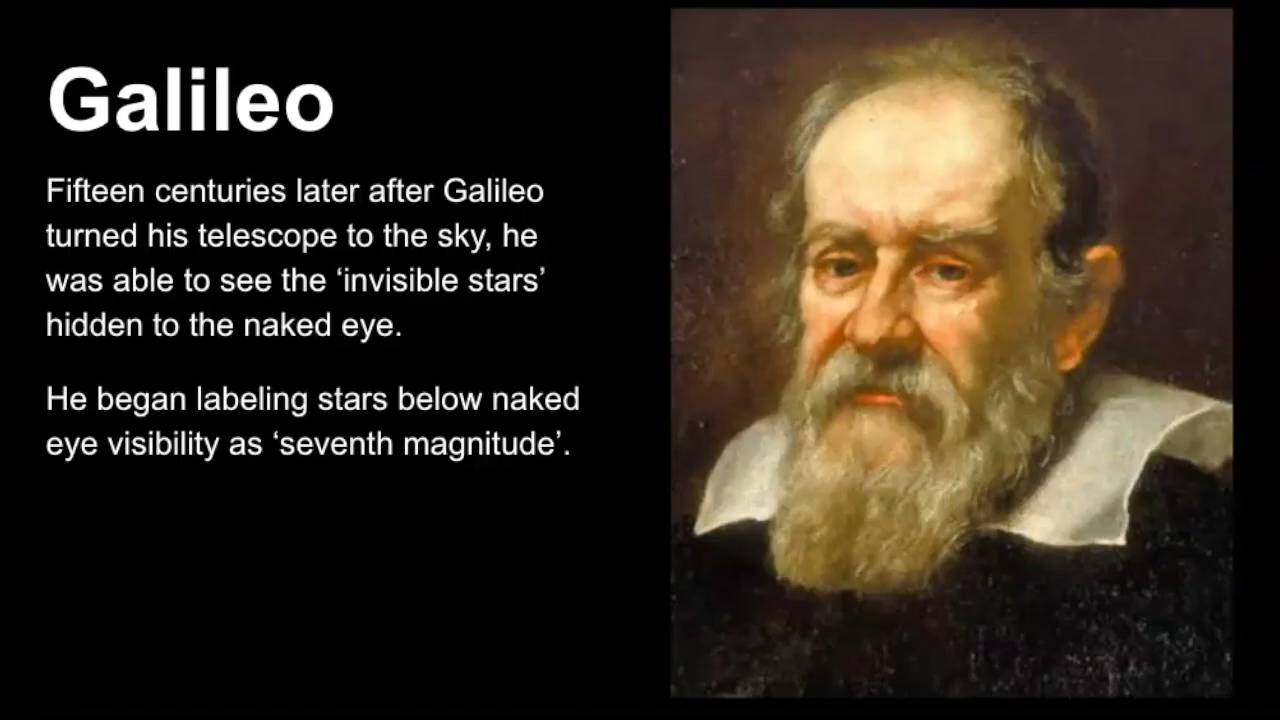 Galileo
Fifteen centuries later after Galileo
turned his telescope to the sky, he
was able to see the ‘invisible stars’
hidden to the naked eye.
He began labeling stars below naked
eye visibility as ‘seventh magnitude’.